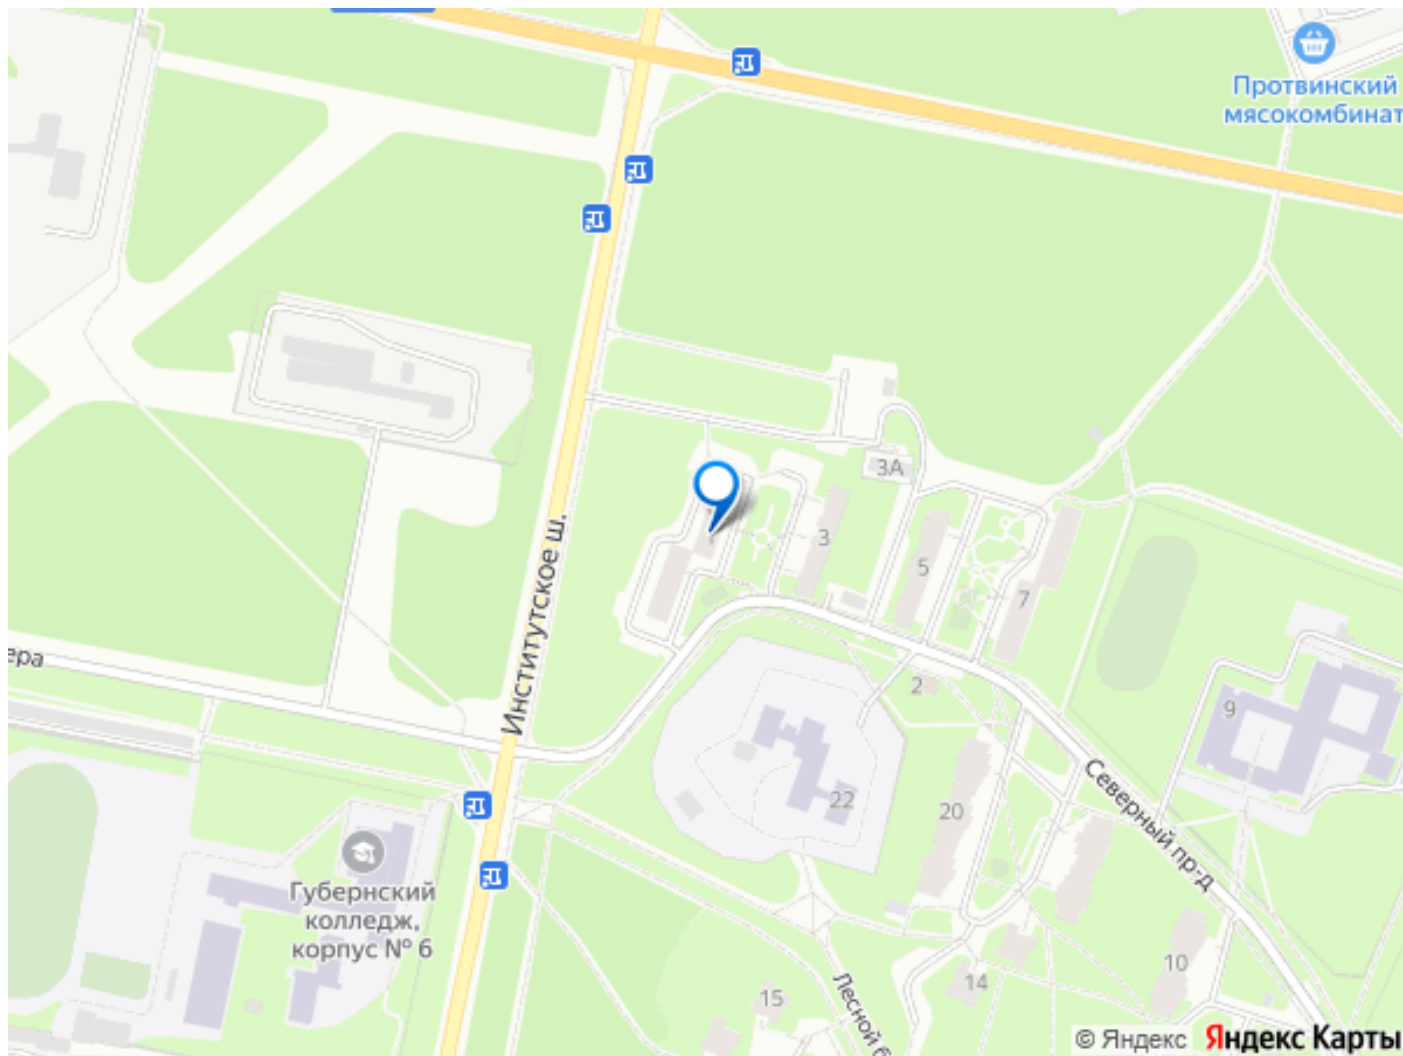 Протвинский
мясокомбинат
3А
3
5
7
Институтское ш.
ера
2
9
22
20
Северный пр-д
Губернский
колледж,
корпус № 6
10
14
15
Лесной б
© Яндекс Яндекс Карты